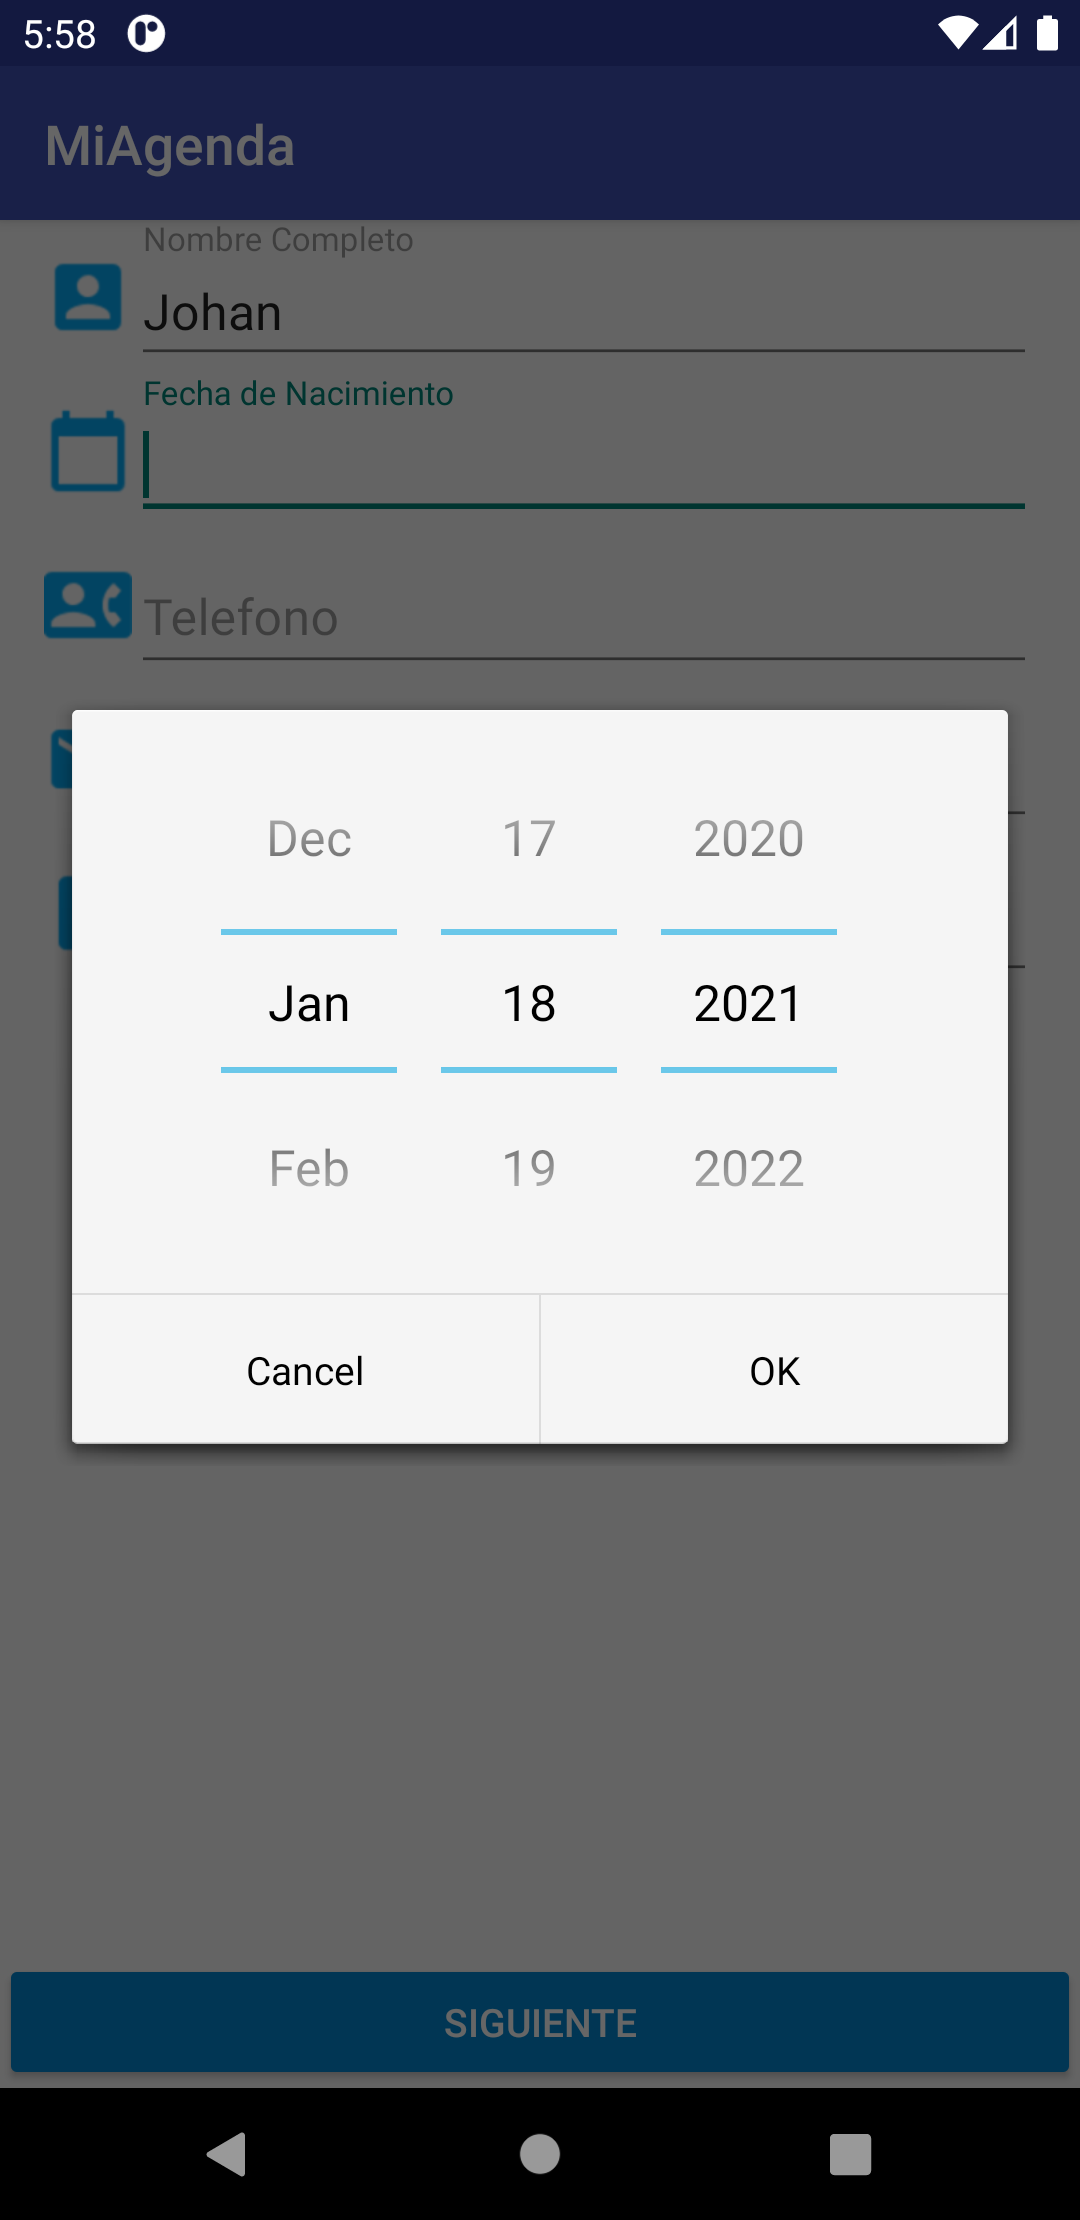 5:58
MiAgenda
Nombre Completo
Johan
Fecha de Nacimiento
Telefono
Dec 17 2020
Jan 18 2021
Feb 19 2022
Cancel OK
SIGUIENTE